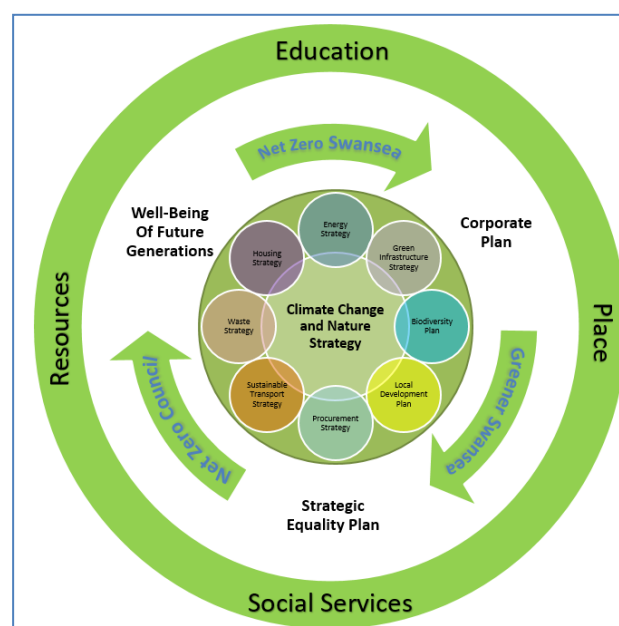 Education
Net Zero Swansea
Well-Being
Of Future
Generations
Corporate
Plan
Energy
Strategy
Housing
Strategy
Green
Infrastructure
Strategy
Resources
Place
Waste
Strategy
Climate Change
and Nature
Strategy
Biodiversity
Plan
Sustainable
Transport
Strategy
Local
Development
Plan
Procurement
Strategy
Net Zero Council
Greener Swansea
Strategic
Equality Plan
Social Services